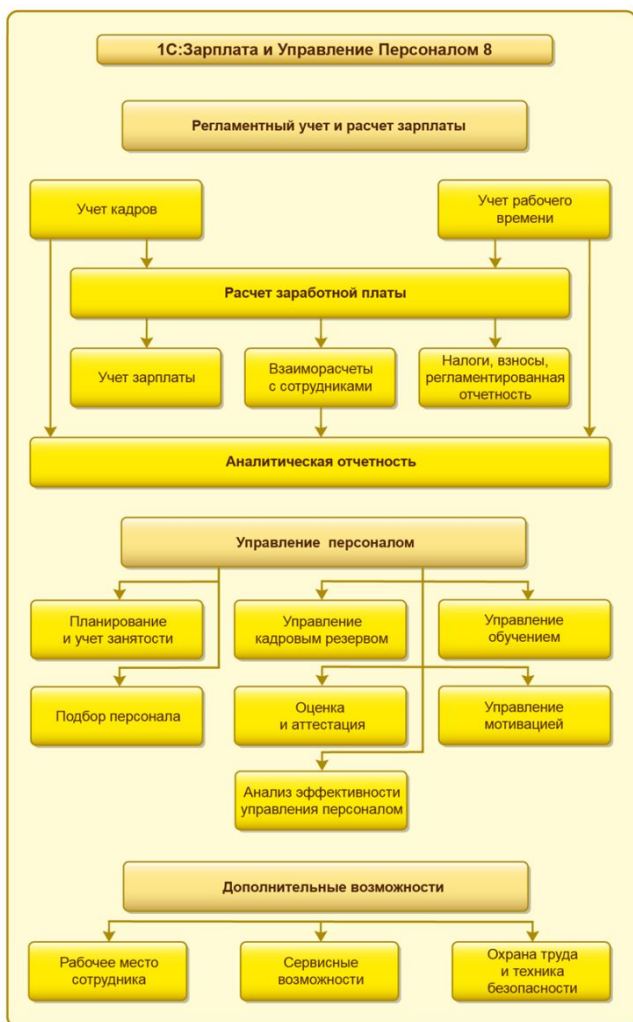 1С:Зарплата и Управление Персоналом 8
Регламентный учет и расчет зарплаты
Учет кадров
Учет рабочего
времени
Расчет заработной платы
Учет зарплаты
Взаиморасчеты
с сотрудниками
Налоги, взносы,
регламентированная
отчетность
Аналитическая отчетность
Управление персоналом
Планирование
и учет занятости
Управление
кадровым резервом
Управление
обучением
Подбор персонала
Оценка
и аттестация
Управление
мотивацией
Анализ эффективности
управления персоналом
Дополнительные возможности
Рабочее место
сотрудника
Сервисные
возможности
Охрана труда
и техника
безопасности